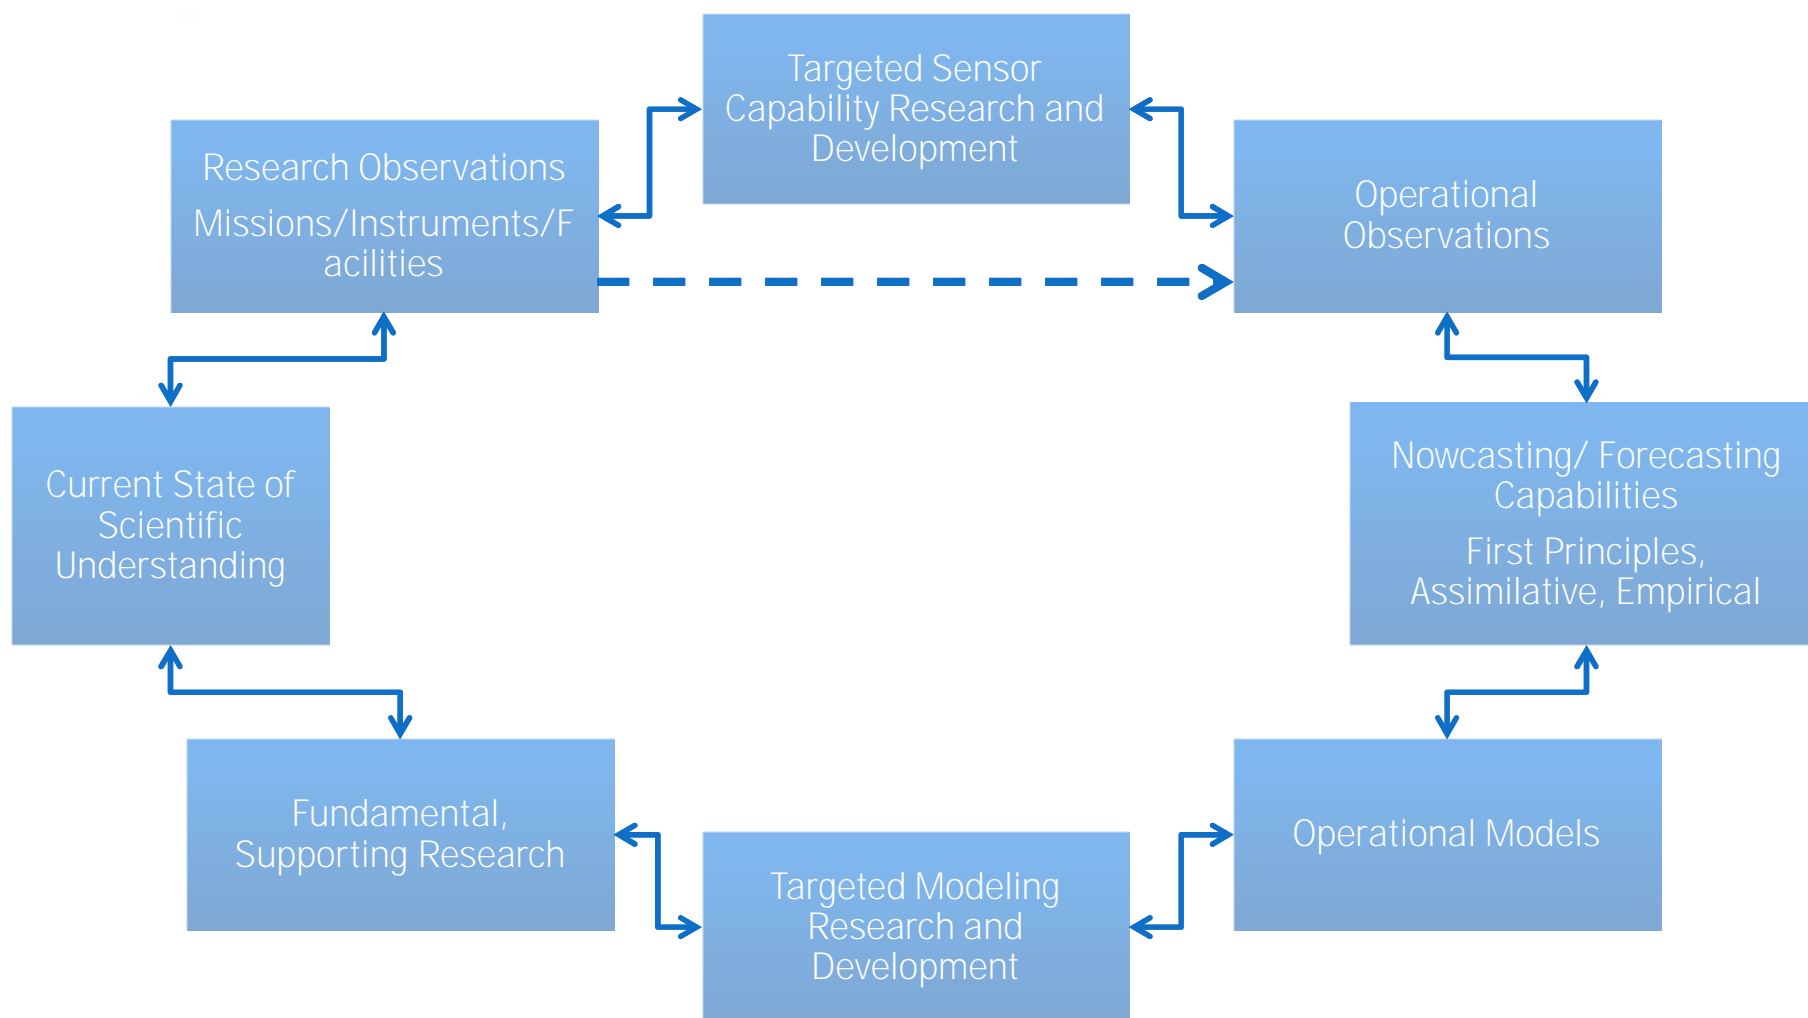 Targeted Sensor
Capability Research and
Development
Research Observations
Missions/Instruments/F
acilities
Operational
Observations
Current State of
Scientific
Understanding
Nowcasting/ Forecasting
Capabilities
First Principles,
Assimilative, Empirical
Fundamental,
Supporting Research
Operational Models
Targeted Modeling
Research and
Development